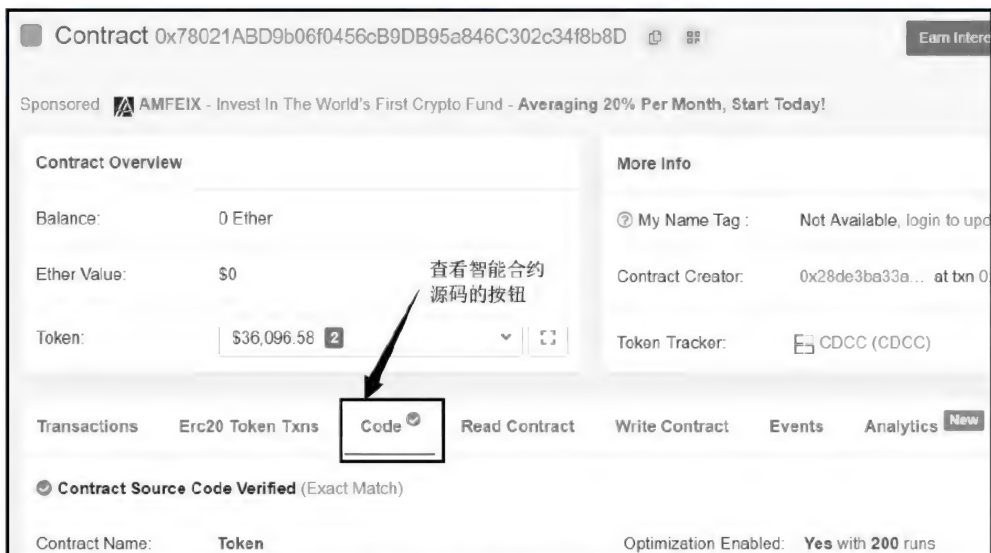 Contract 0x78021ABD9b06f0456cB9DB95a846C302c34f8b8D
Earn Intere
Sponsored AMFEIX - Invest In The World's First Crypto Fund - Averaging 20% Per Month, Start Today!
Contract Overview
Balance: 0 Ether
Ether Value: $0
Token: $36,096.58 2
More Info
My Name Tag : Not Available, login to upd
Contract Creator: 0x28de3ba33a... at txn 0
Token Tracker: CDCC (CDCC)
查看智能合约
源码的按钮
Transactions Erc20 Token Txns Code Read Contract Write Contract Events Analytics New
Contract Source Code Verified (Exact Match)
Contract Name: Token
Optimization Enabled: Yes with 200 runs